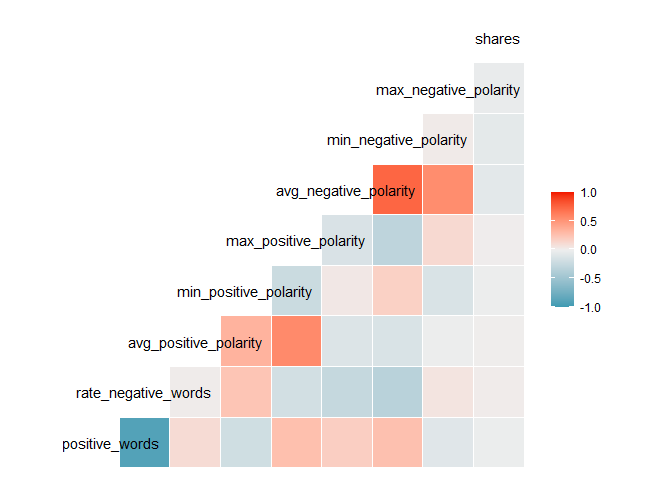 shares
max_negative_polarity
min_negative_polarity
avg_negative_polarity
max_positive_polarity
min_positive_polarity
avg_positive_polarity
rate_negative_words
positive_words
1.0
0.5
0.0
-0.5
-1.0